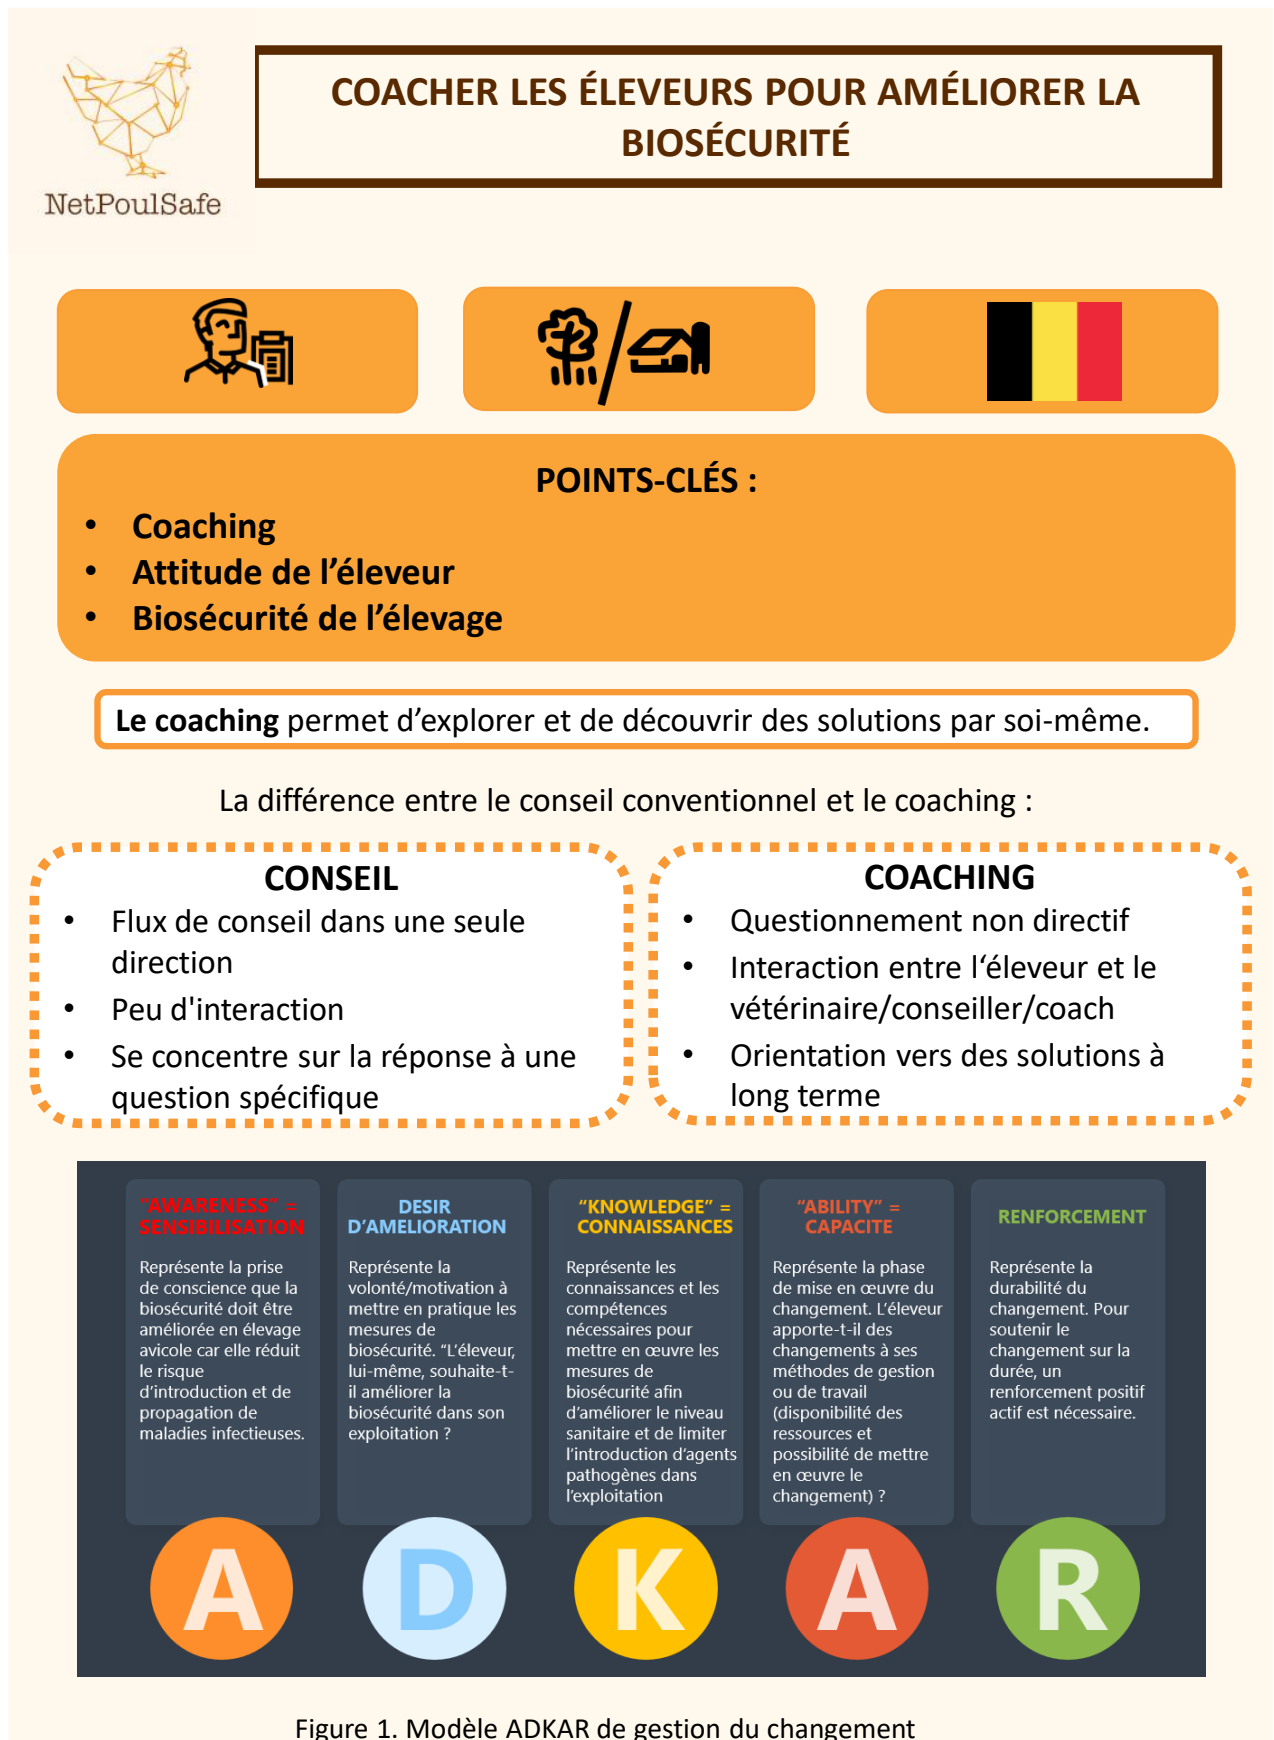 NetPoulSafe
COACHER LES ÉLEVEURS POUR AMÉLIORER LA
BIOSÉCURITÉ
POINTS-CLÉS :
• Coaching
• Attitude de l’éleveur
• Biosécurité de l’élevage
Le coaching permet d’explorer et de découvrir des solutions par soi-même.
La différence entre le conseil conventionnel et le coaching :
CONSEIL
• Flux de conseil dans une seule
direction
• Peu d'interaction
• Se concentre sur la réponse à une
question spécifique
COACHING
• Questionnement non directif
• Interaction entre l‘éleveur et le
vétérinaire/conseiller/coach
• Orientation vers des solutions à
long terme
“AWARENESS” =
SENSIBILISATION
Représente la prise
de conscience que la
biosécurité doit être
améliorée en élevage
avicole car elle réduit
le risque
d’introduction et de
propagation de
maladies infectieuses.
A
DESIR
D’AMELIORATION
Représente la
volonté/motivation à
mettre en pratique les
mesures de
biosécurité. “L’éleveur,
lui-même, souhaite-t-
il améliorer la
biosécurité dans son
exploitation ?
D
“KNOWLEDGE” =
CONNAISSANCES
Représente les
connaissances et les
compétences
nécessaires pour
mettre en œuvre les
mesures de
biosécurité afin
d’améliorer le niveau
sanitaire et de limiter
l’introduction d’agents
pathogènes dans
l’exploitation
K
“ABILITY” =
CAPACITE
Représente la phase
de mise en œuvre du
changement. L’éleveur
apporte-t-il des
changements à ses
méthodes de gestion
ou de travail
(disponibilité des
ressources et
possibilité de mettre
en œuvre le
changement) ?
A
RENFORCEMENT
Représente la
durabilité du
changement. Pour
soutenir le
changement sur la
durée, un
renforcement positif
actif est nécessaire.
R
Figure 1. Modèle ADKAR de gestion du changement